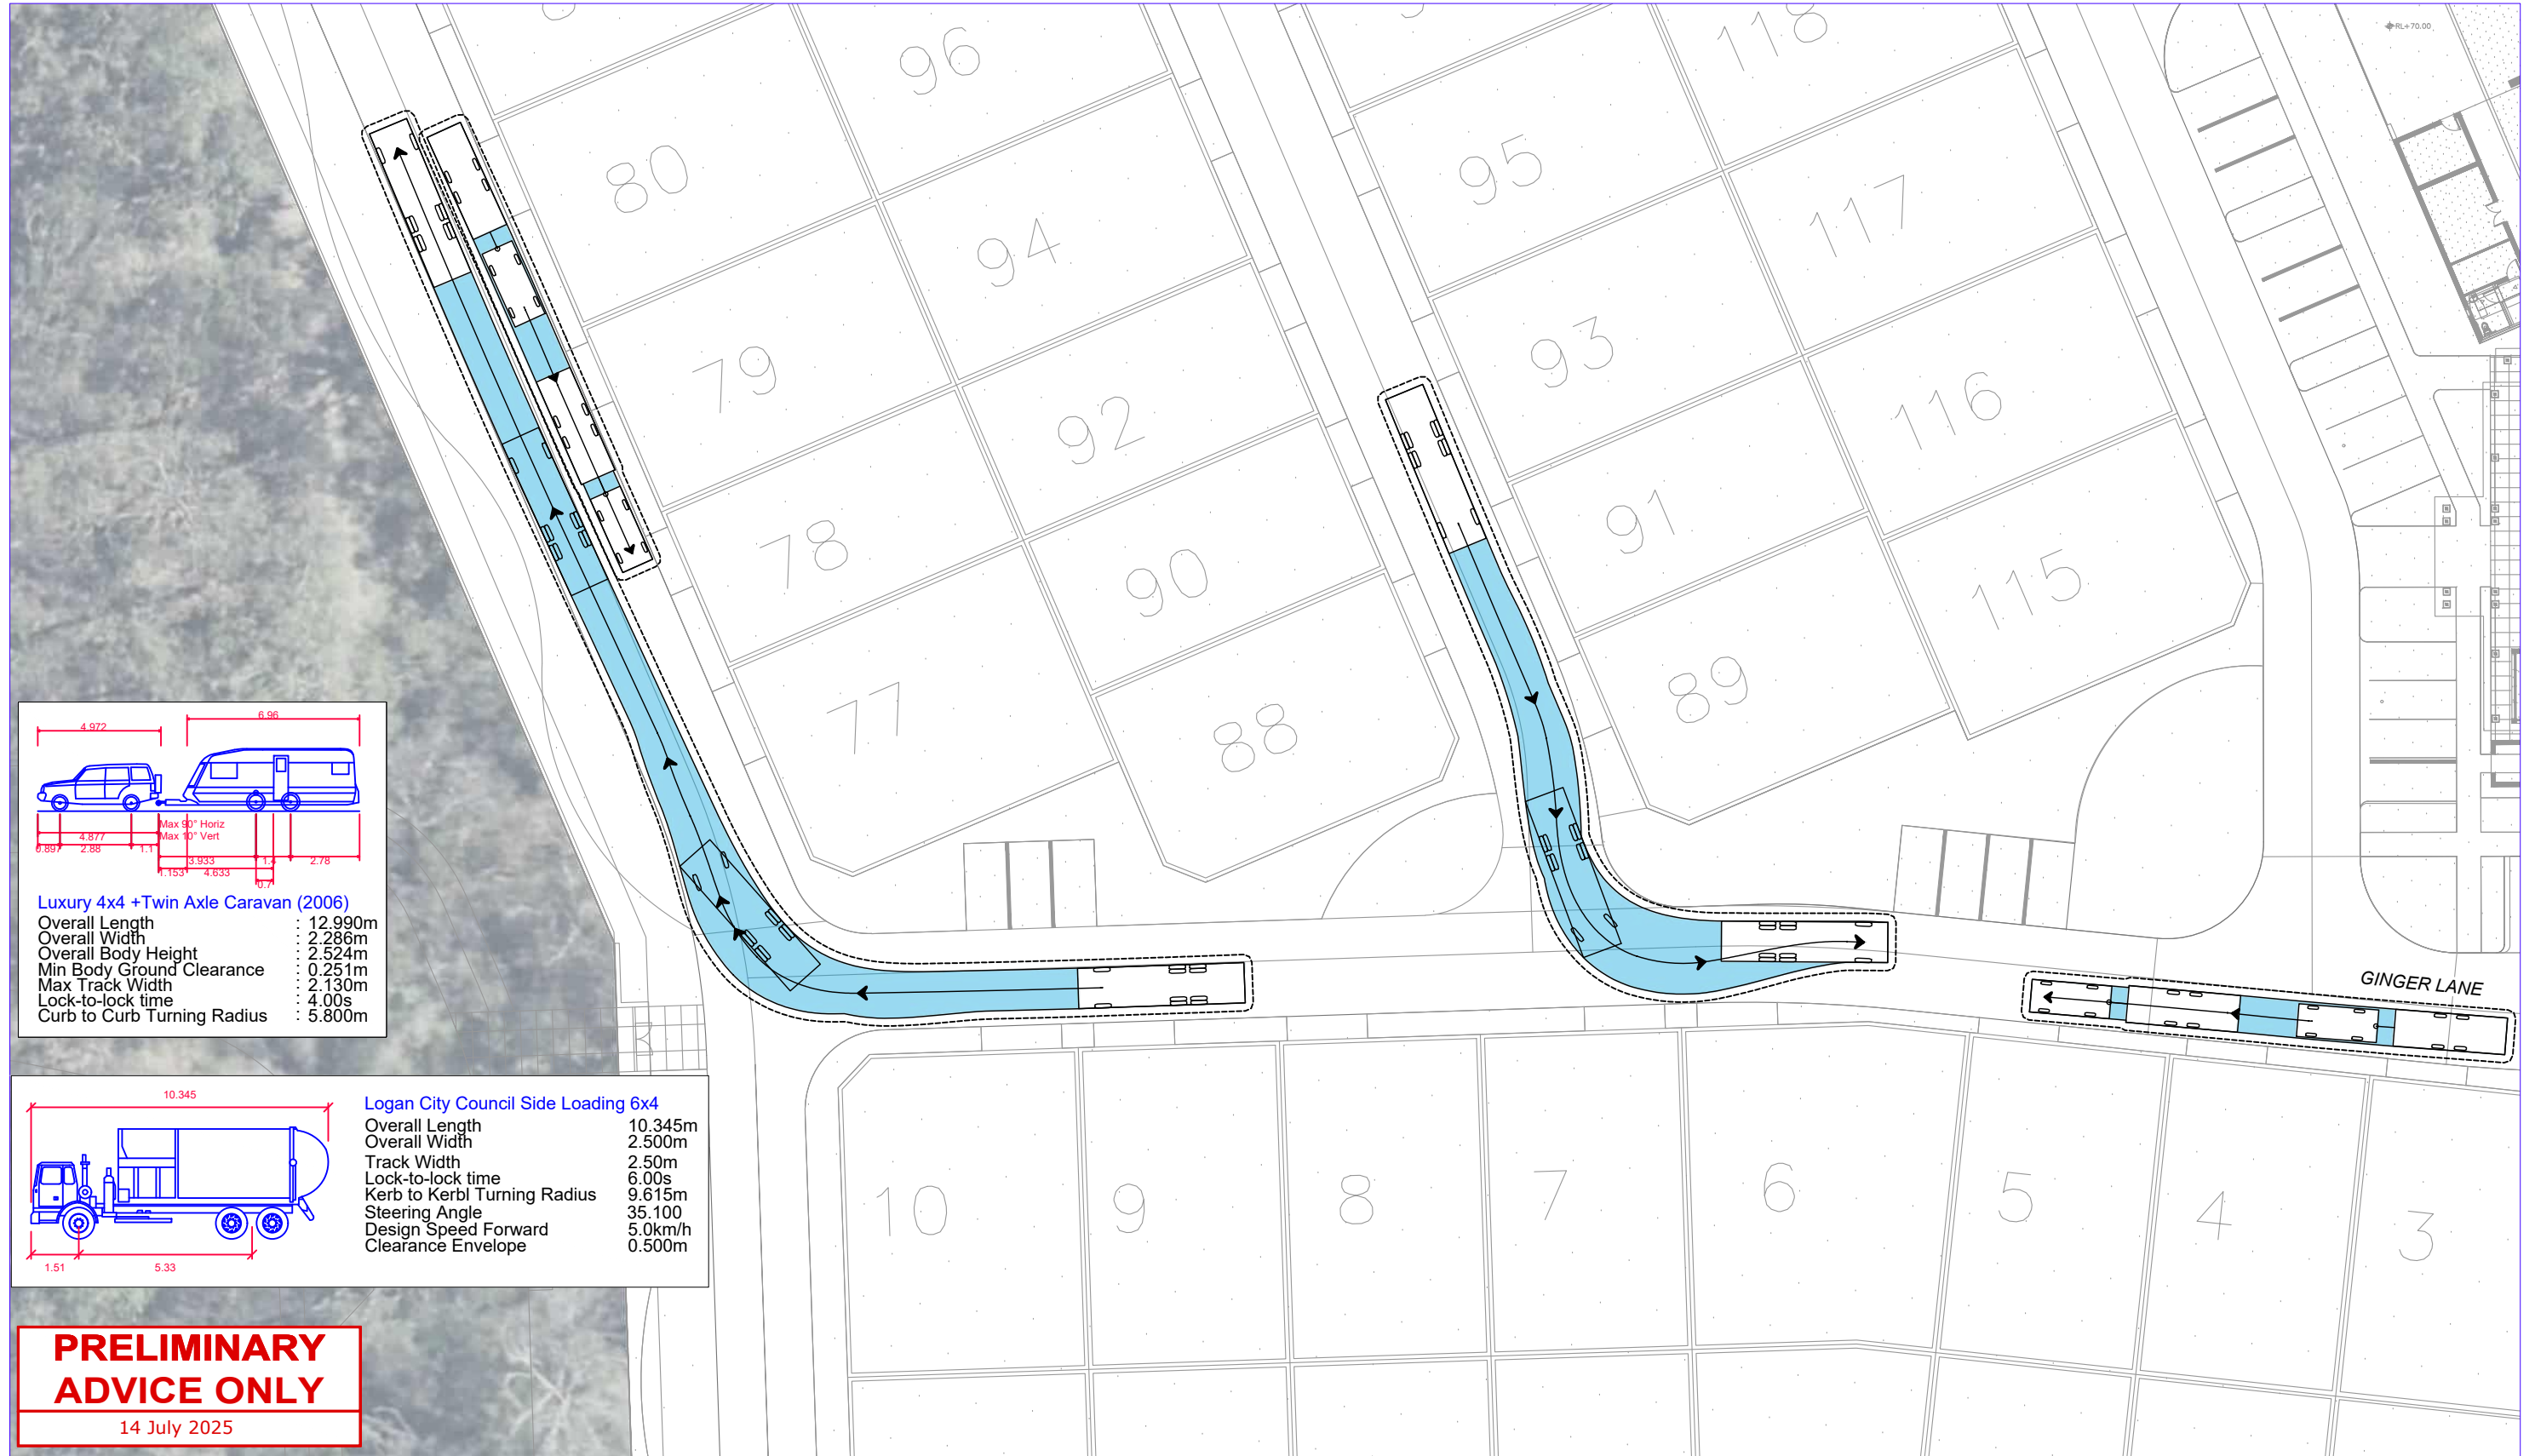 RL+70.00
96
118
80
95
94
117
79
93
92
116
78
91
90
115
77
89
88
GINGER LANE
10
9
8
7
6
5
4
3
4.972
6.96
Max 90° Horiz
Max 10° Vert
4.877
0.897
2.88
1.1
3.933
1.4
2.78
1.153
4.633
0.7
Luxury 4x4 +Twin Axle Caravan (2006)
Overall Length : 12.990m
Overall Width : 2.286m
Overall Body Height : 2.524m
Min Body Ground Clearance : 0.251m
Max Track Width : 2.130m
Lock-to-lock time : 4.00s
Curb to Curb Turning Radius : 5.800m
10.345
1.51
5.33
Logan City Council Side Loading 6x4
Overall Length 10.345m
Overall Width 2.500m
Track Width 2.50m
Lock-to-lock time 6.00s
Kerb to Kerbl Turning Radius 9.615m
Steering Angle 35.100
Design Speed Forward 5.0km/h
Clearance Envelope 0.500m
PRELIMINARY
ADVICE ONLY
14 July 2025